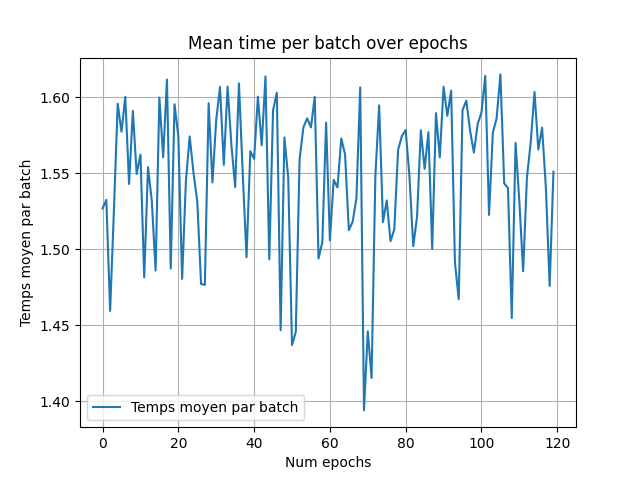 Mean time per batch over epochs
Temps moyen par batch
1.60
1.55
1.50
1.45
1.40
Temps moyen par batch
0 20 40 60 80 100 120
Num epochs